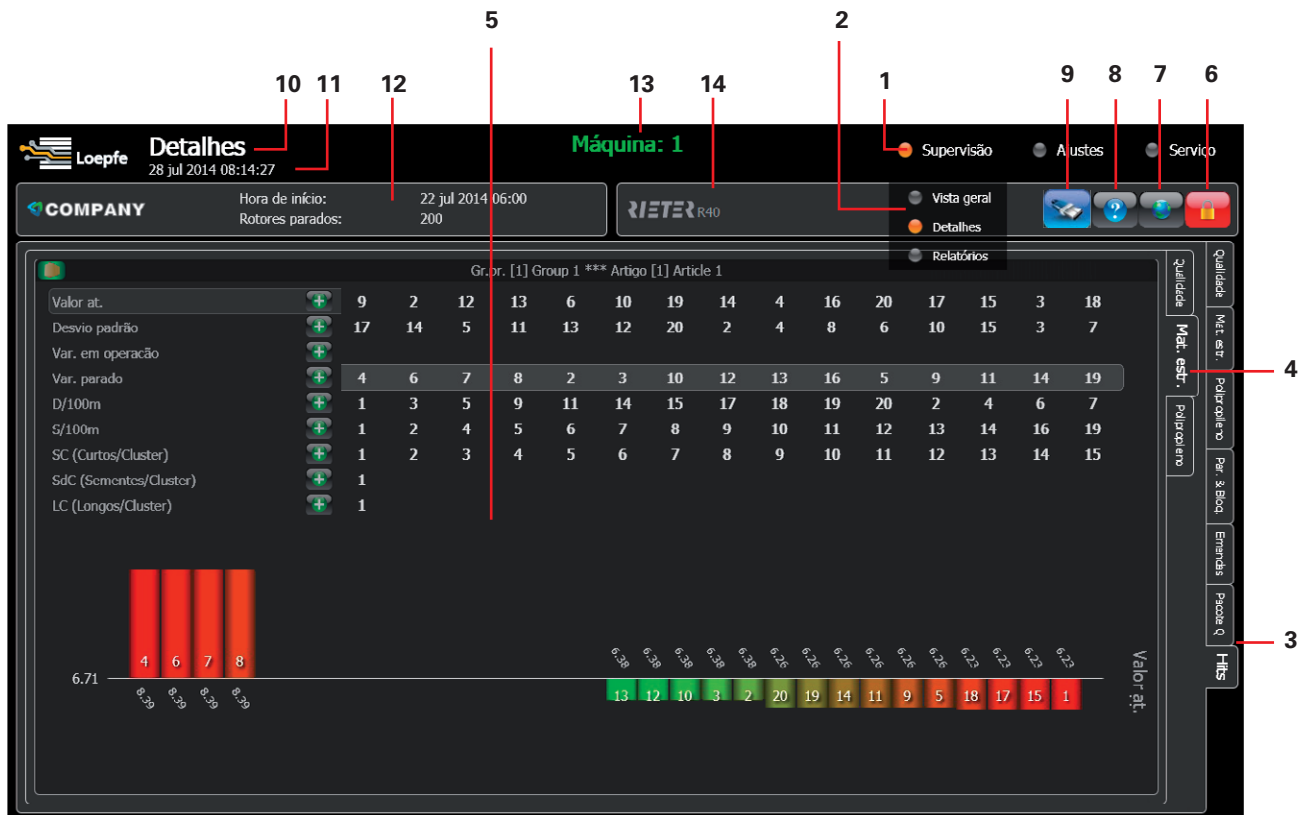 5
2
10
11
12
13
14
1
9
8
7
6
Loepfe
Detalhes
28 jul 2014 08:14:27
Máquina: 1
Supervisão
Serviço
COMPANY
Hora de início:
22 jul 2014 06:00
Rotores parados:
200
RIETER R40
Vista geral
Detalhes
Relatórios
[1] Group 1 *** Artigo [1] Article 1
Valor at. 9 2 12 13 6 10 19 14 4 16 20 17 15 3 18
Desvio padrão 17 14 5 11 13 12 20 2 4 8 6 10 15 3 7
Var. em operação
Var. parado 4 6 7 8 2 3 10 12 13 16 5 9 11 14 19
D/100m 1 3 5 9 11 14 15 17 18 19 20 2 4 6 7
S/100m 1 2 4 5 6 7 8 9 10 11 12 13 14 16 19
SC (Curtos/Cluster) 1 2 3 4 5 6 7 8 9 10 11 12 13 14 15
SdC (Sementes/Cluster) 1
LC (Longos/Cluster) 1
Qualidade
Mat. estr.
Polipropileno
Qualidade
Mat. estr.
Polipropileno
Par. & Bloq.
Emendas
Pacote Q
Hits
4
3
4 6 7 8
6.71
8.39 8.39 8.39 8.39
6.38 6.38 6.38 6.38 6.38 6.26 6.26 6.26 6.26 6.26 6.26 6.23 6.23 6.23 6.23
13 12 10 3 2 20 19 14 11 9 5 18 17 15 1
Valor at.